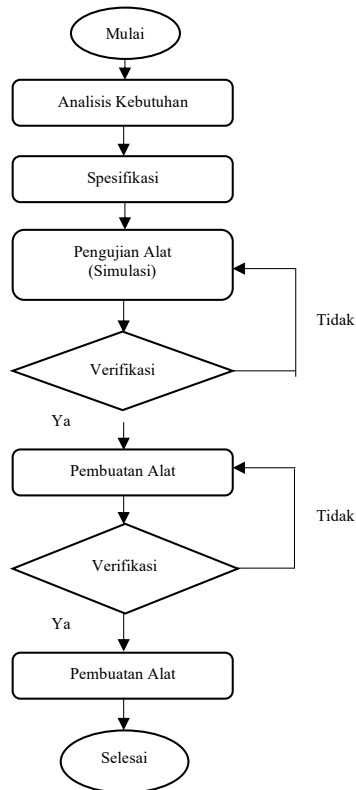 Mulai
Analisis Kebutuhan
Spesifikasi
Pengujian Alat
(Simulasi)
Tidak
Verifikasi
Ya
Pembuatan Alat
Tidak
Verifikasi
Ya
Pembuatan Alat
Selesai